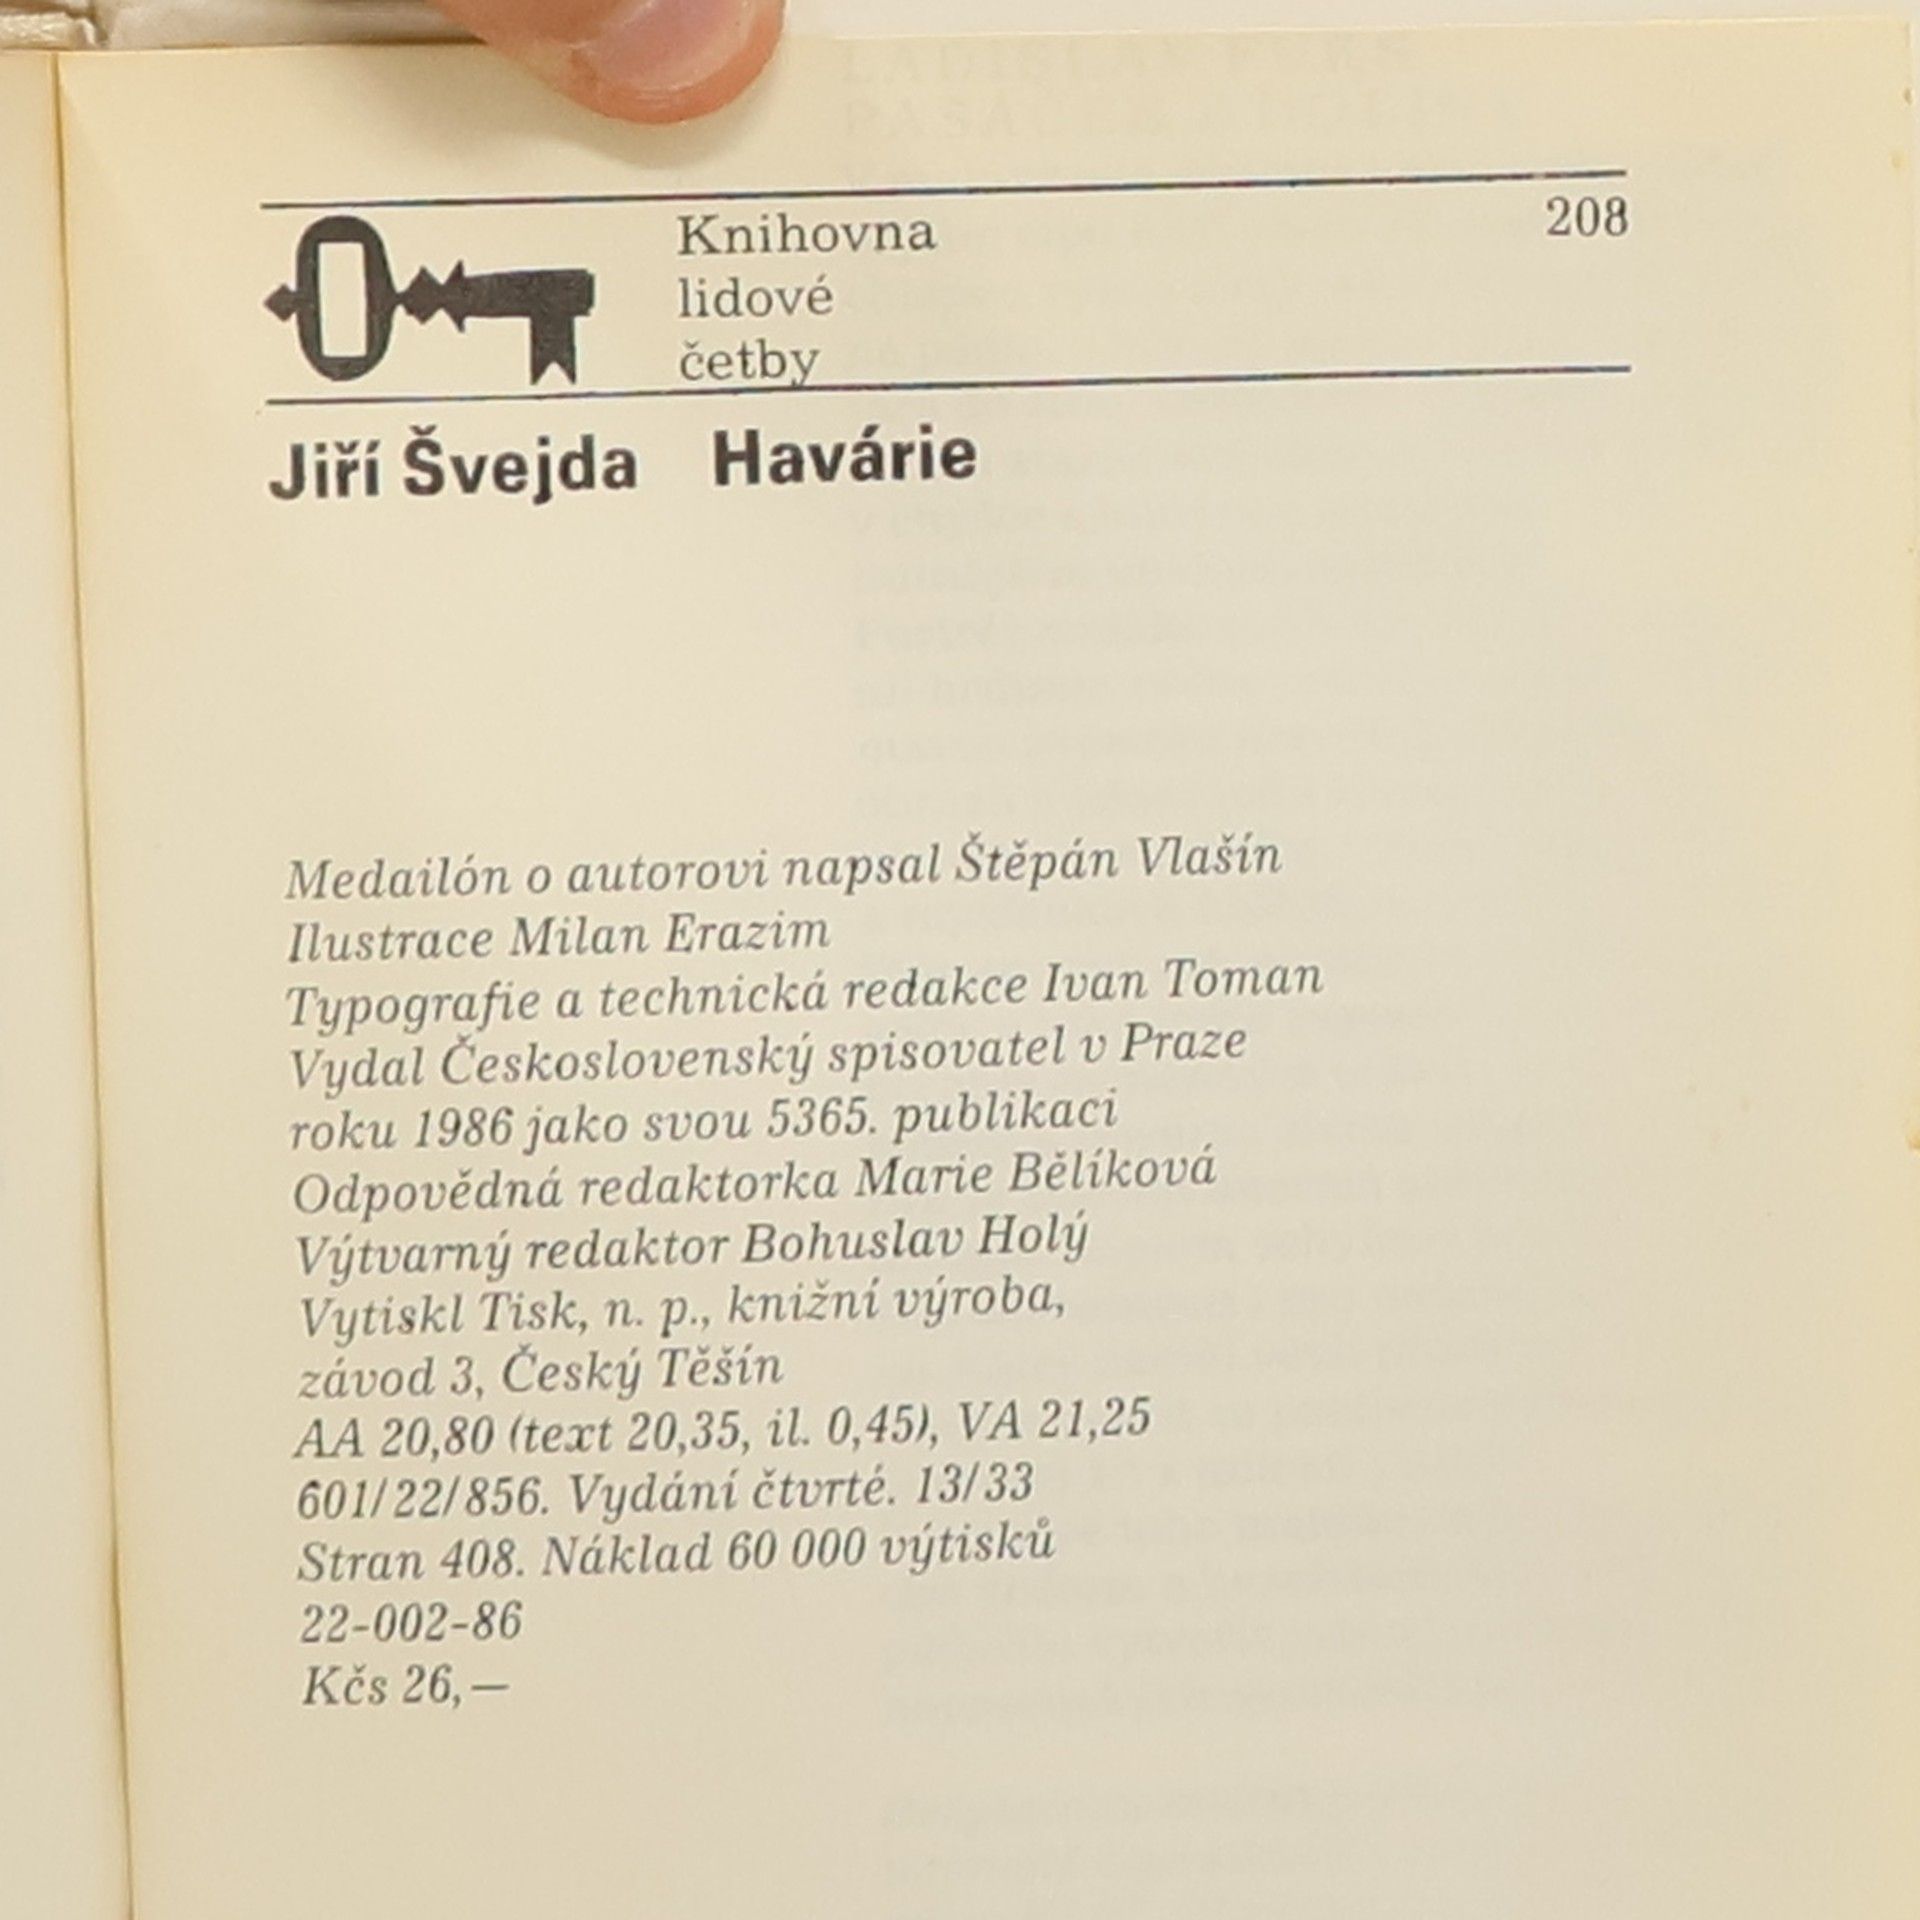 Knihovna 208
lidové
četby
Jiří Švejda Havárie
Medailón o autorovi napsal Štěpán Vlašín
Ilustrace Milan Erazim
Typografie a technická redakce Ivan Toman
Vydal Československý spisovatel v Praze
roku 1986 jako svou 5365. publikaci
Odpovědná redaktorka Marie Bělíková
Výtvarný redaktor Bohuslav Holý
Vytiskl Tisk, n. p., knižní výroba,
závod 3, Český Těšín
AA 20,80 (text 20,35, il. 0,45), VA 21,25
601/22/856. Vydání čtvrté. 13/33
Stran 408. Náklad 60 000 výtisků
22-002-86
Kčs 26,—